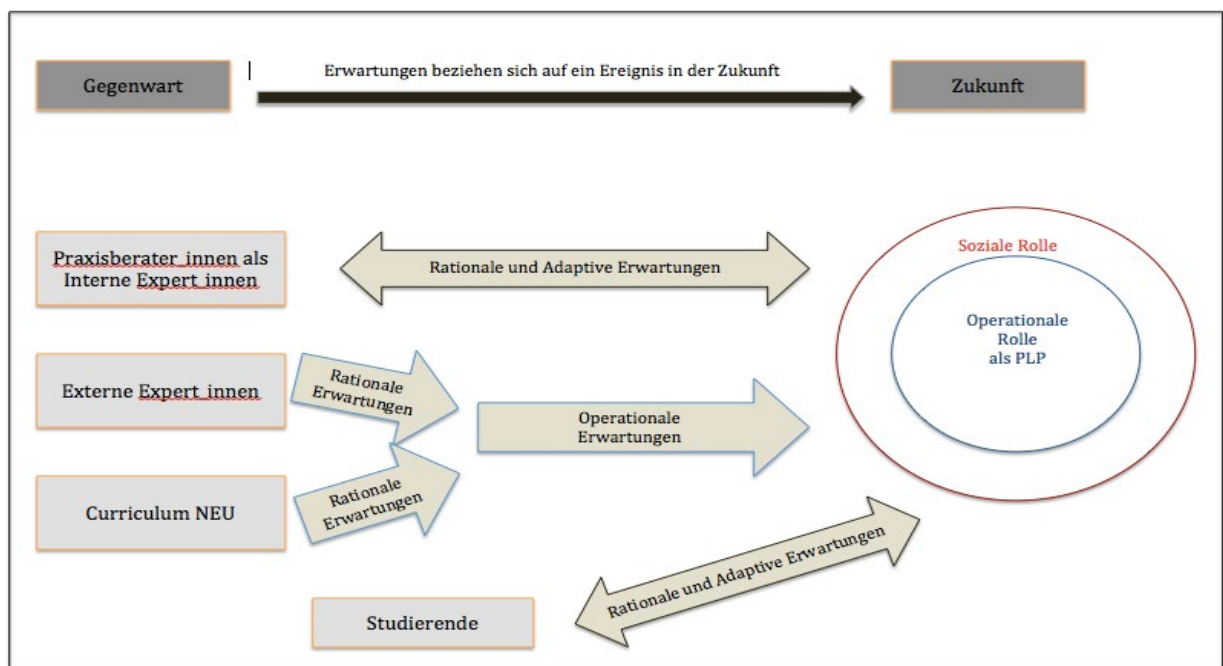 Gegenwart
Erwartungen beziehen sich auf ein Ereignis in der Zukunft
Zukunft
Praxisberater_innen als
Interne Expert_innen
Rationale und Adaptive Erwartungen
Soziale Rolle
Operationale
Rolle
als PLP
Externe Expert_innen
Rationale
Erwartungen
Operationale
Erwartungen
Curriculum NEU
Rationale
Erwartungen
Rationale und Adaptive Erwartungen
Studierende